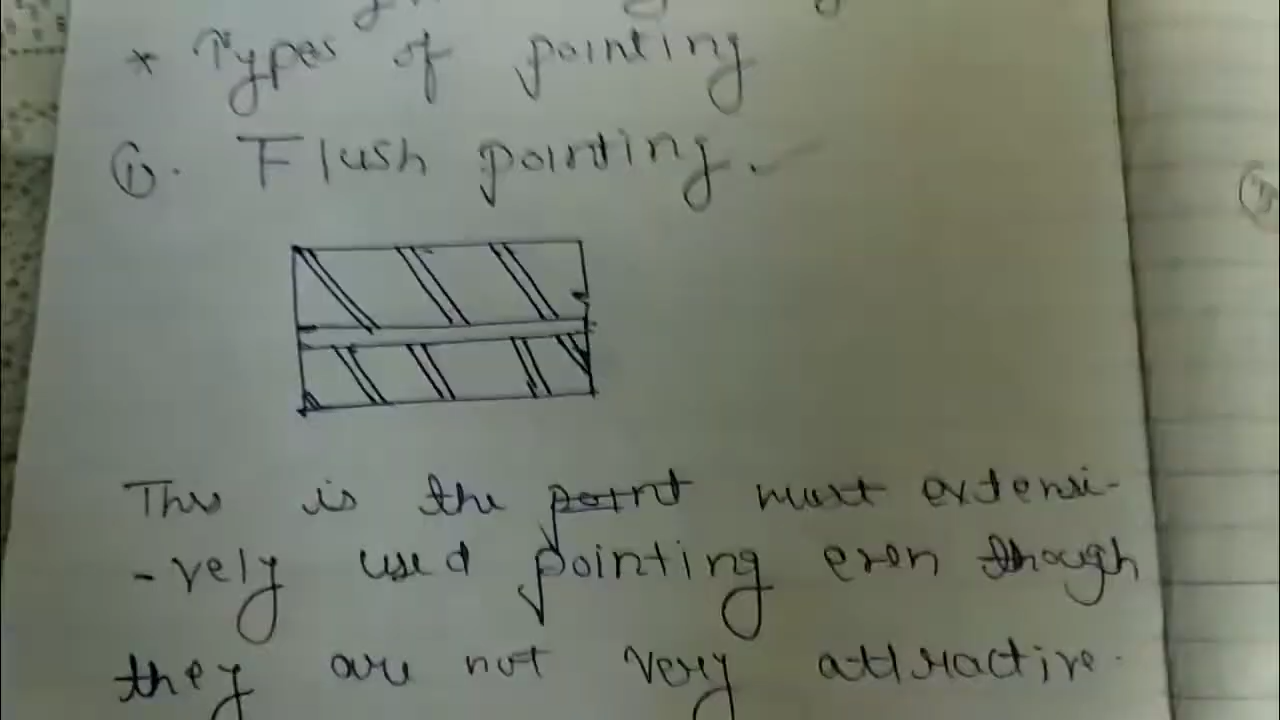 * Types of pointing
①. Flush pointing.
This is the point most extensi-
-vely used pointing even though
they are not very attractive.